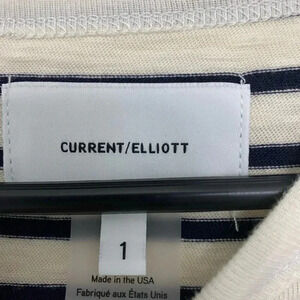 CURRENT/ELLIOTT
1
Made in the USA
Fabriqué aux États Unis